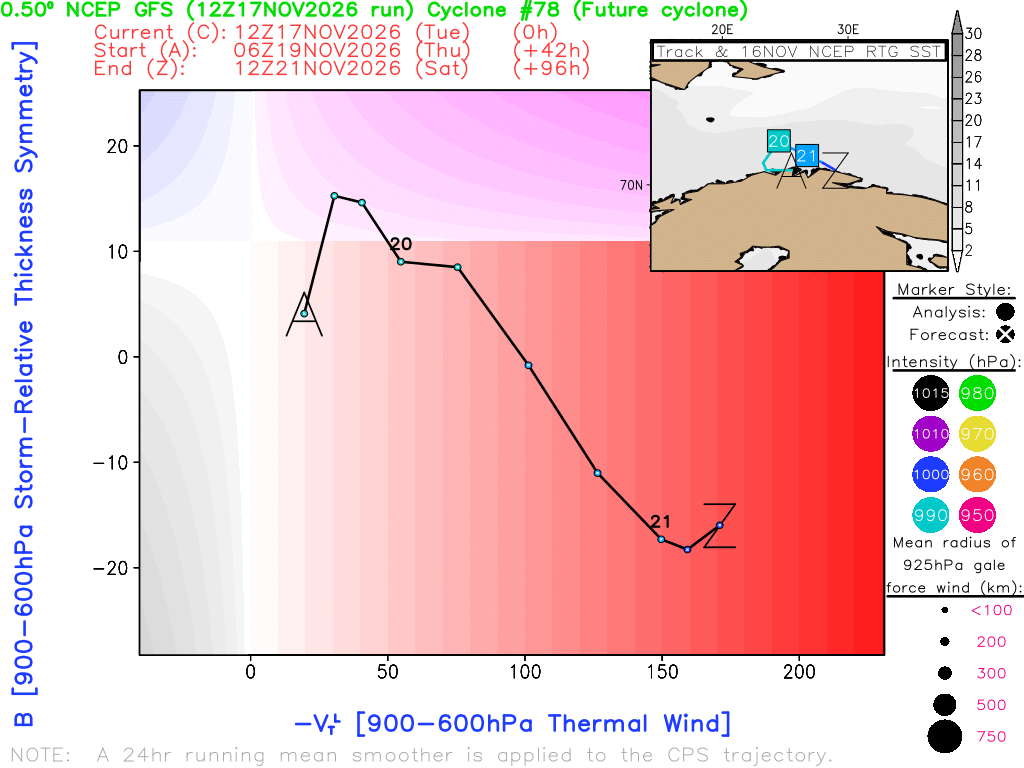 0.50° NCEP GFS (12Z17NOV2026 run) Cyclone #78 (Future cyclone)
Current (C): 12Z17NOV2026 (Tue) (0h)
Start (A): 06Z19NOV2026 (Thu) (+42h)
End (Z): 12Z21NOV2026 (Sat) (+96h)
20E 30E
Track & 16NOV NCEP RTG SST
70N
20
21
A
Z
30
28
26
23
20
17
14
11
8
5
2
B [900-600hPa Storm-Relative Thickness Symmetry]
20
10
0
-10
-20
A
20
21
Z
0 50 100 150 200
-V_T^L [900-600hPa Thermal Wind]
Marker Style:
Analysis:
Forecast:
Intensity (hPa):
1015 980
1010 970
1000 960
990 950
Mean radius of
925hPa gale
force wind (km):
<100
200
300
500
750
NOTE: A 24hr running mean smoother is applied to the CPS trajectory.